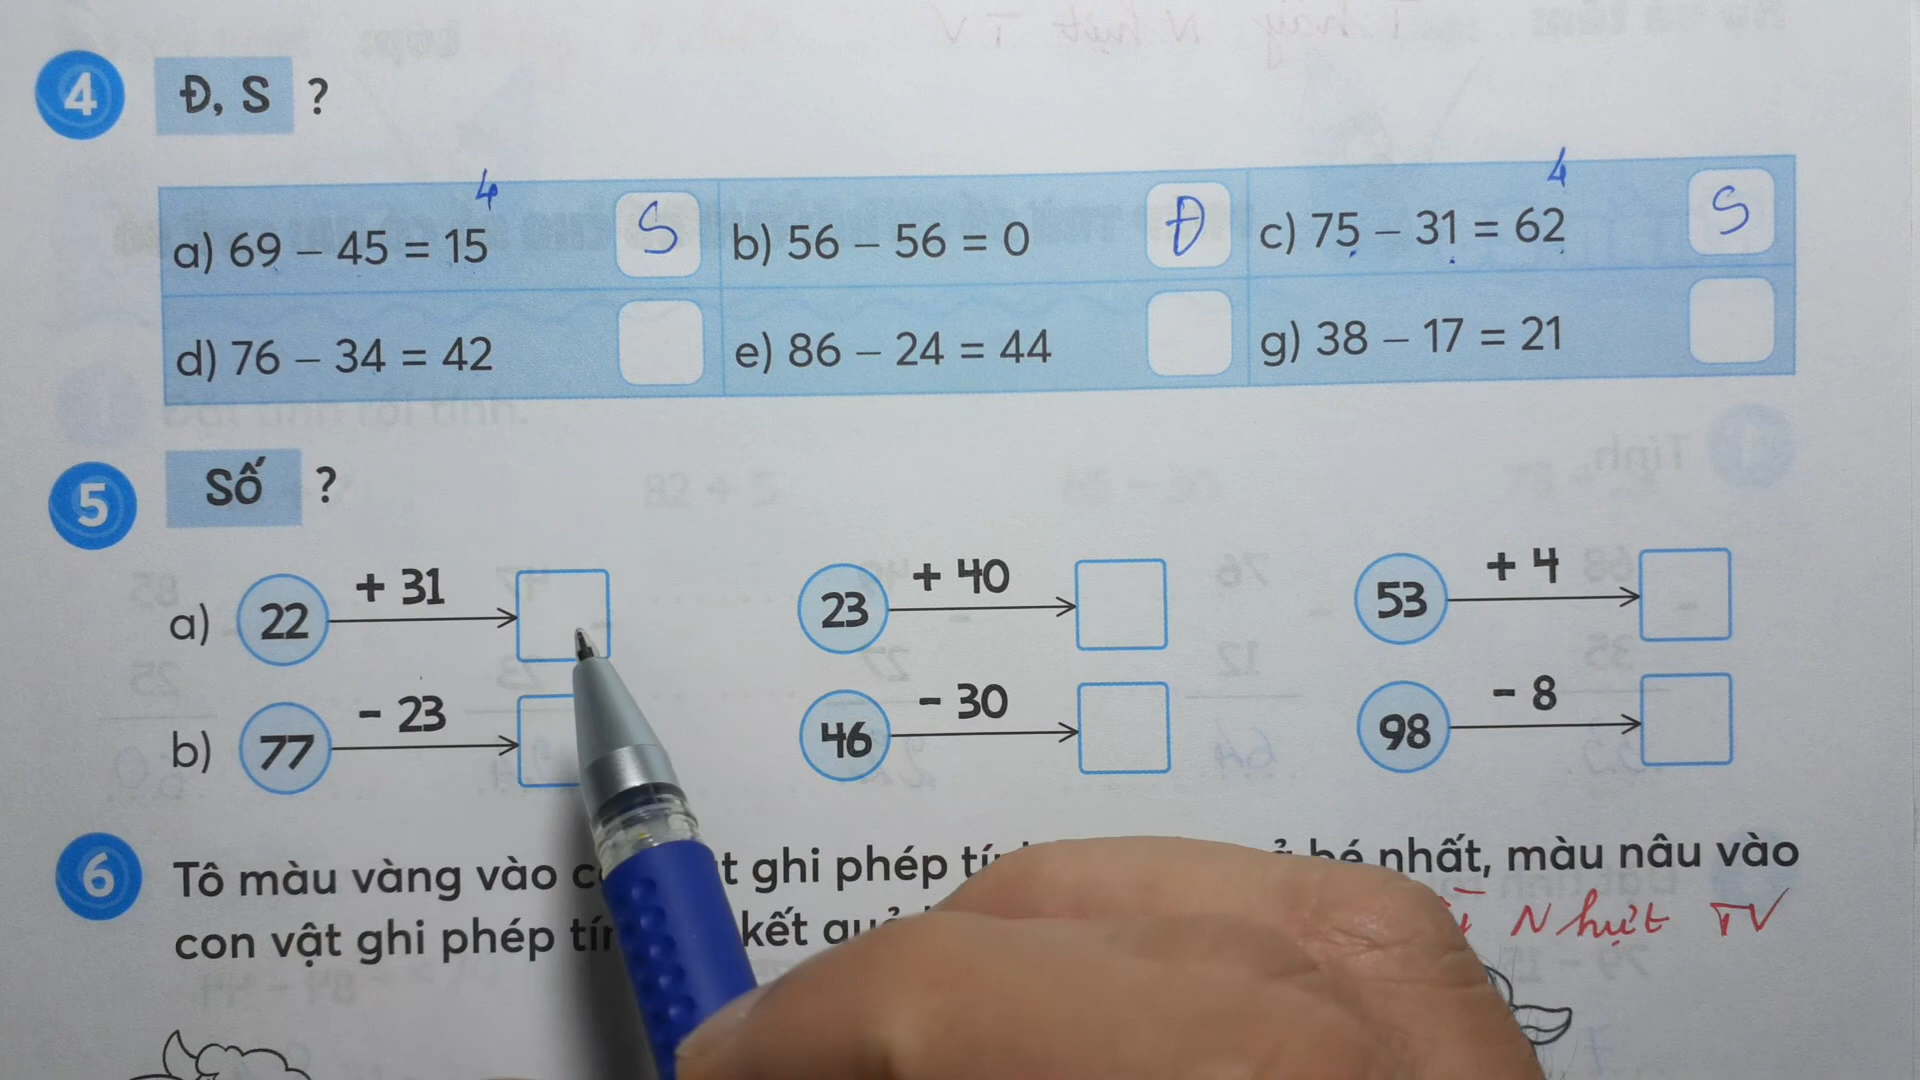 4 Đ, S ?
4 4
a) 69 – 45 = 15 S b) 56 – 56 = 0 Đ c) 75 – 31 = 62 S
d) 76 – 34 = 42 e) 86 – 24 = 44 g) 38 – 17 = 21
5 Số ?
+ 31 + 40 + 4
a) 22 23 53
- 23 - 30 - 8
b) 77 46 98
6 Tô màu vàng vào ghi phép bé nhất, màu nâu vào
con vật ghi phép kết
Nhựt TV